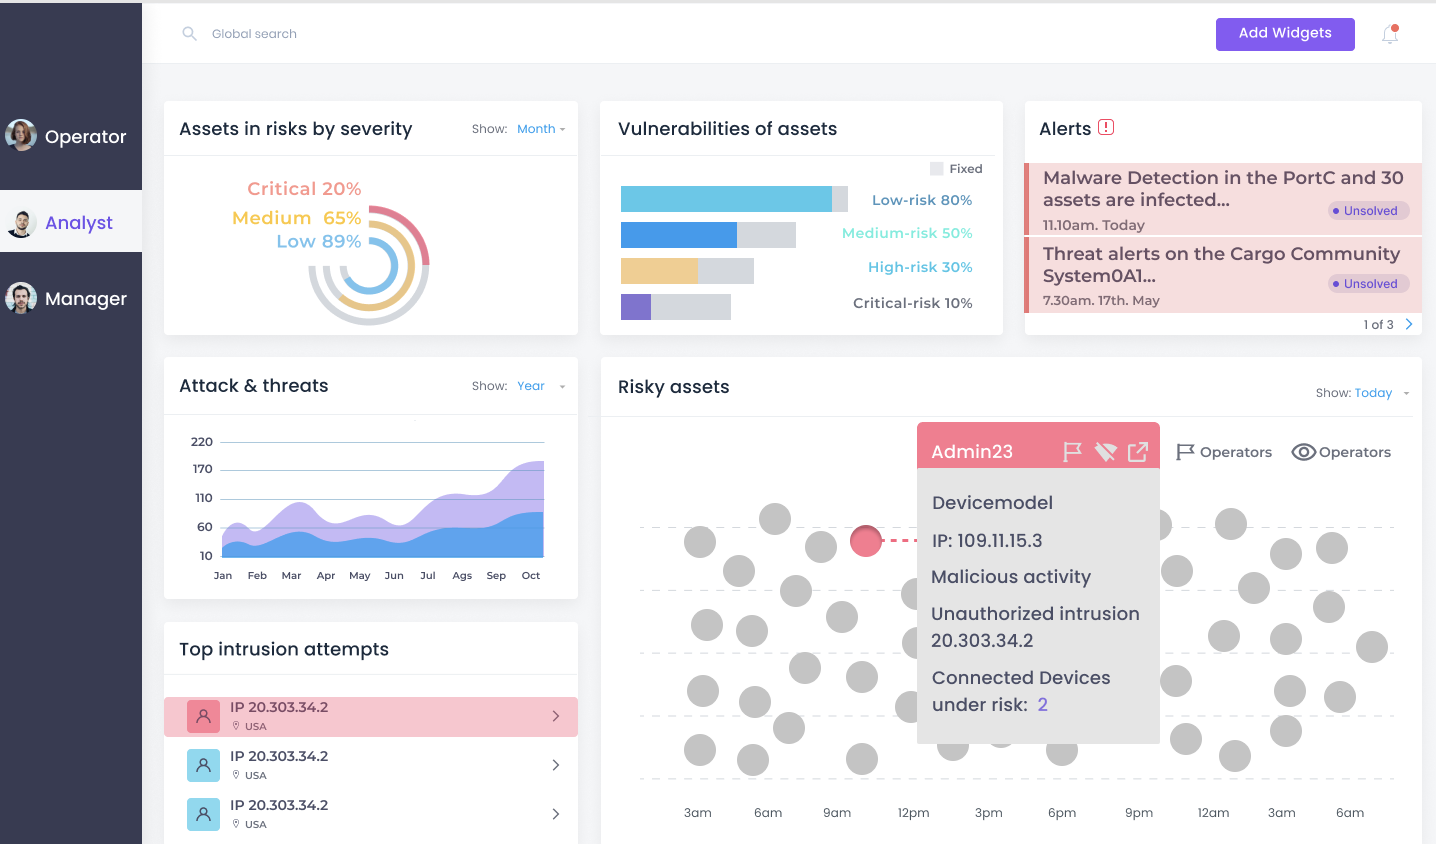 Global search
Add Widgets
Operator
Analyst
Manager
Assets in risks by severity
Show: Month
Critical 20%
Medium 65%
Low 89%
Vulnerabilities of assets
Fixed
Low-risk 80%
Medium-risk 50%
High-risk 30%
Critical-risk 10%
Alerts
Malware Detection in the PortC and 30
assets are infected...
Unsolved
11.10am. Today
Threat alerts on the Cargo Community
System0A1...
Unsolved
7.30am. 17th. May
1 of 3
Attack & threats
Show: Year
220
170
110
60
10
Jan Feb Mar Apr May Jun Jul Ags Sep Oct
Top intrusion attempts
IP 20.303.34.2
USA
IP 20.303.34.2
USA
IP 20.303.34.2
USA
Risky assets
Show: Today
Operators
Operators
Admin23
Devicemodel
IP: 109.11.15.3
Malicious activity
Unauthorized intrusion
20.303.34.2
Connected Devices
under risk: 2
3am 6am 9am 12pm 3pm 6pm 9pm 12am 3am 6am